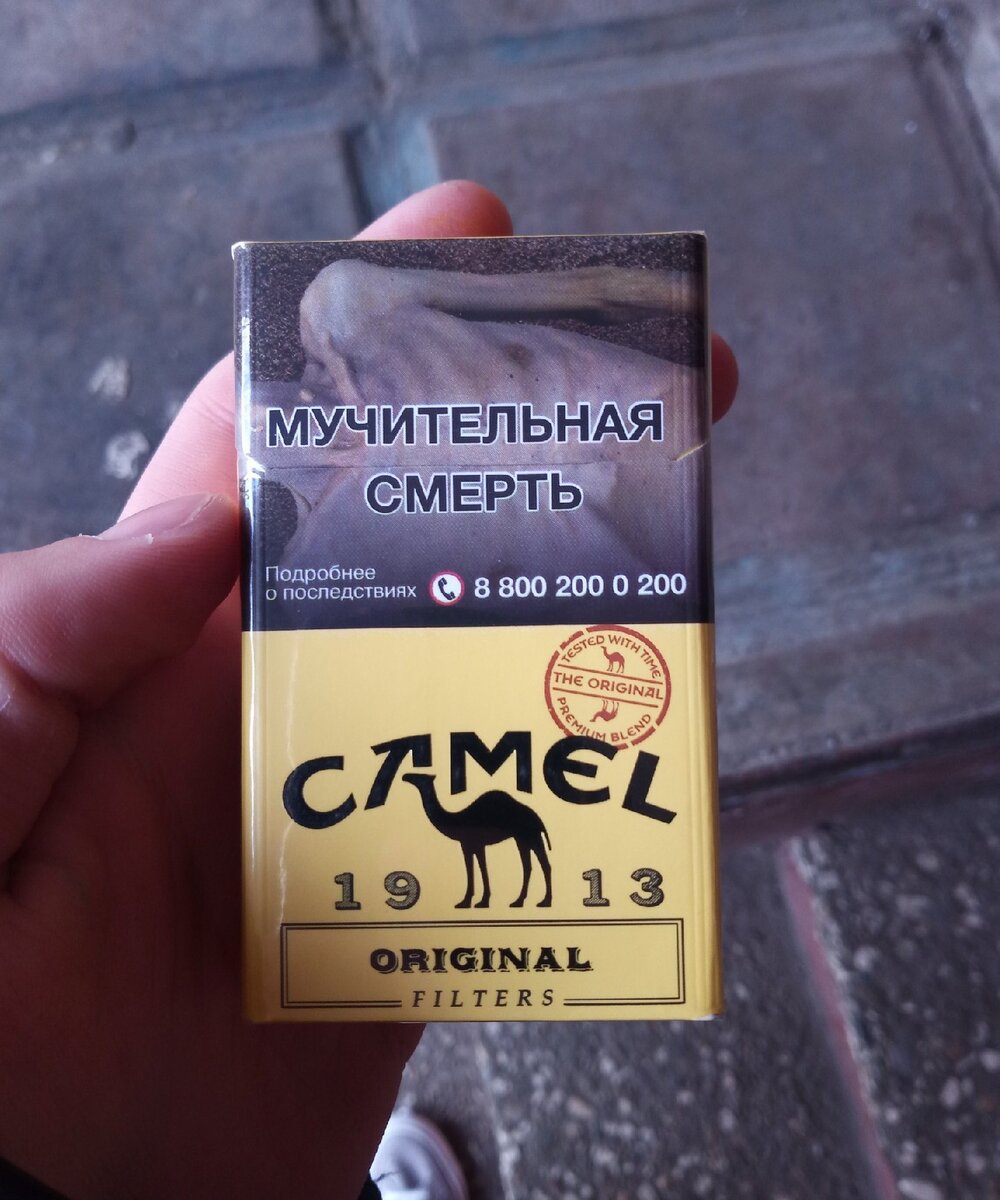 МУЧИТЕЛЬНАЯ
СМЕРТЬ
Подробнее
о последствиях
8 800 200 0 200
TESTED WITH TIME
THE ORIGINAL
PREMIUM BLEND
CAMEL
19 13
ORIGINAL
FILTERS